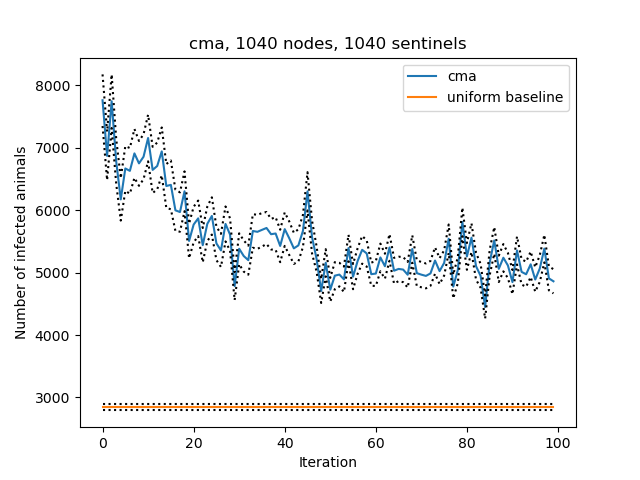 cma, 1040 nodes, 1040 sentinels
cma
uniform baseline
Number of infected animals
8000
7000
6000
5000
4000
3000
0 20 40 60 80 100
Iteration